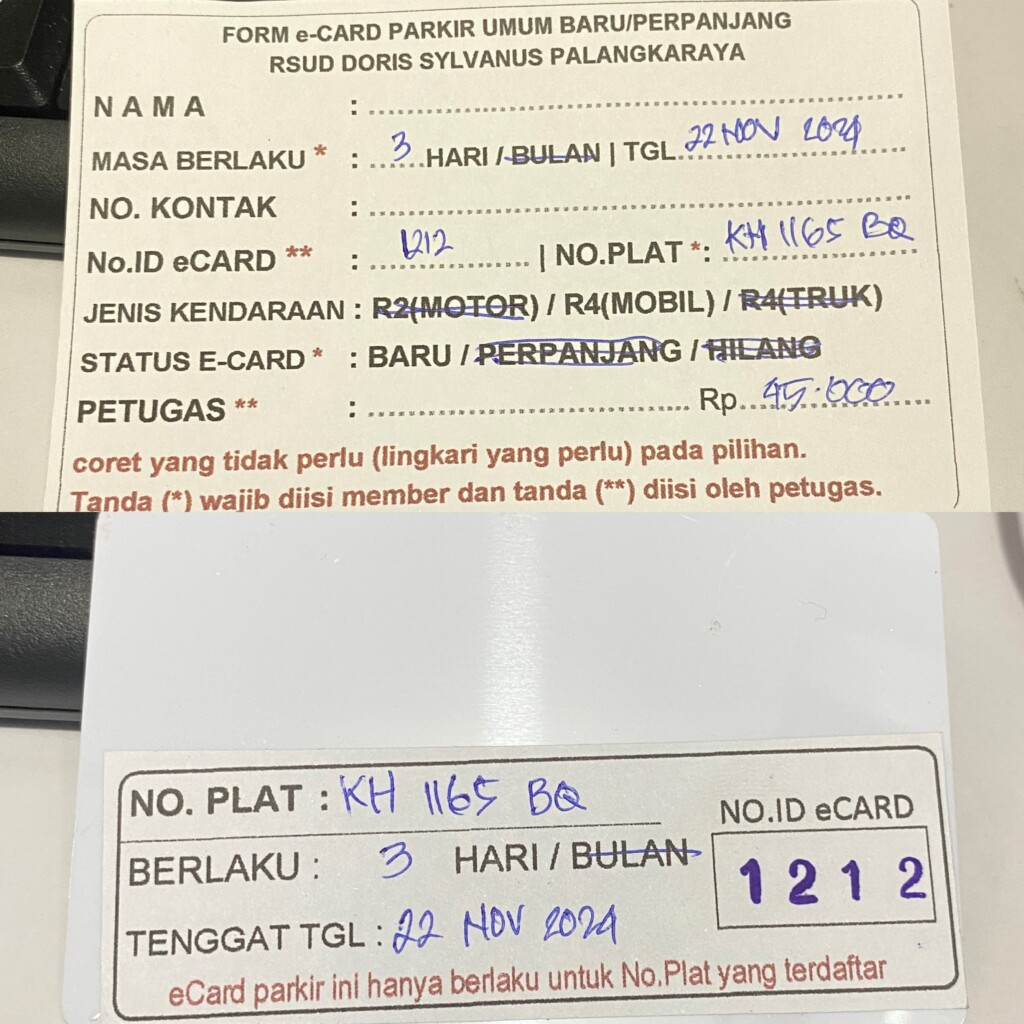 FORM e-CARD PARKIR UMUM BARU/PERPANJANG
RSUD DORIS SYLVANUS PALANGKARAYA
N A M A :
MASA BERLAKU * : 3 HARI / BULAN | TGL 22 NOV 2024
NO. KONTAK :
No.ID eCARD ** : 1212 | NO.PLAT *: KH 1165 BQ
JENIS KENDARAAN : R2(MOTOR) / R4(MOBIL) / R4(TRUK)
STATUS E-CARD * : BARU / PERPANJANG / HILANG
PETUGAS ** : Rp. 45.000
coret yang tidak perlu (lingkari yang perlu) pada pilihan.
Tanda (*) wajib diisi member dan tanda (**) diisi oleh petugas.
NO. PLAT : KH 1165 BQ
NO.ID eCARD
BERLAKU : 3 HARI / BULAN
1 2 1 2
TENGGAT TGL : 22 NOV 2024
eCard parkir ini hanya berlaku untuk No.Plat yang terdaftar